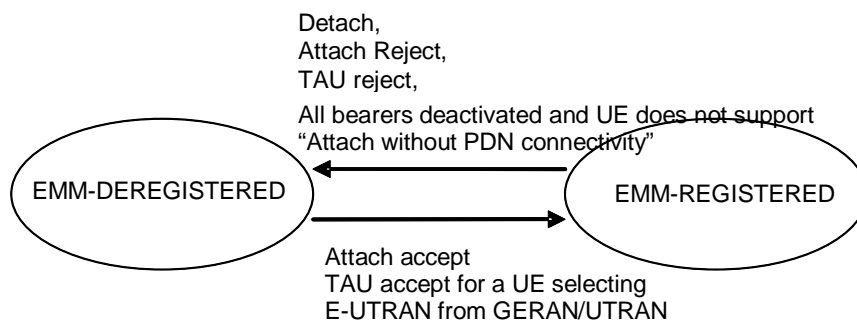 Detach,
Attach Reject,
TAU reject,
All bearers deactivated and UE does not support
“Attach without PDN connectivity”
EMM-DEREGISTERED
EMM-REGISTERED
Attach accept
TAU accept for a UE selecting
E-UTRAN from GERAN/UTRAN